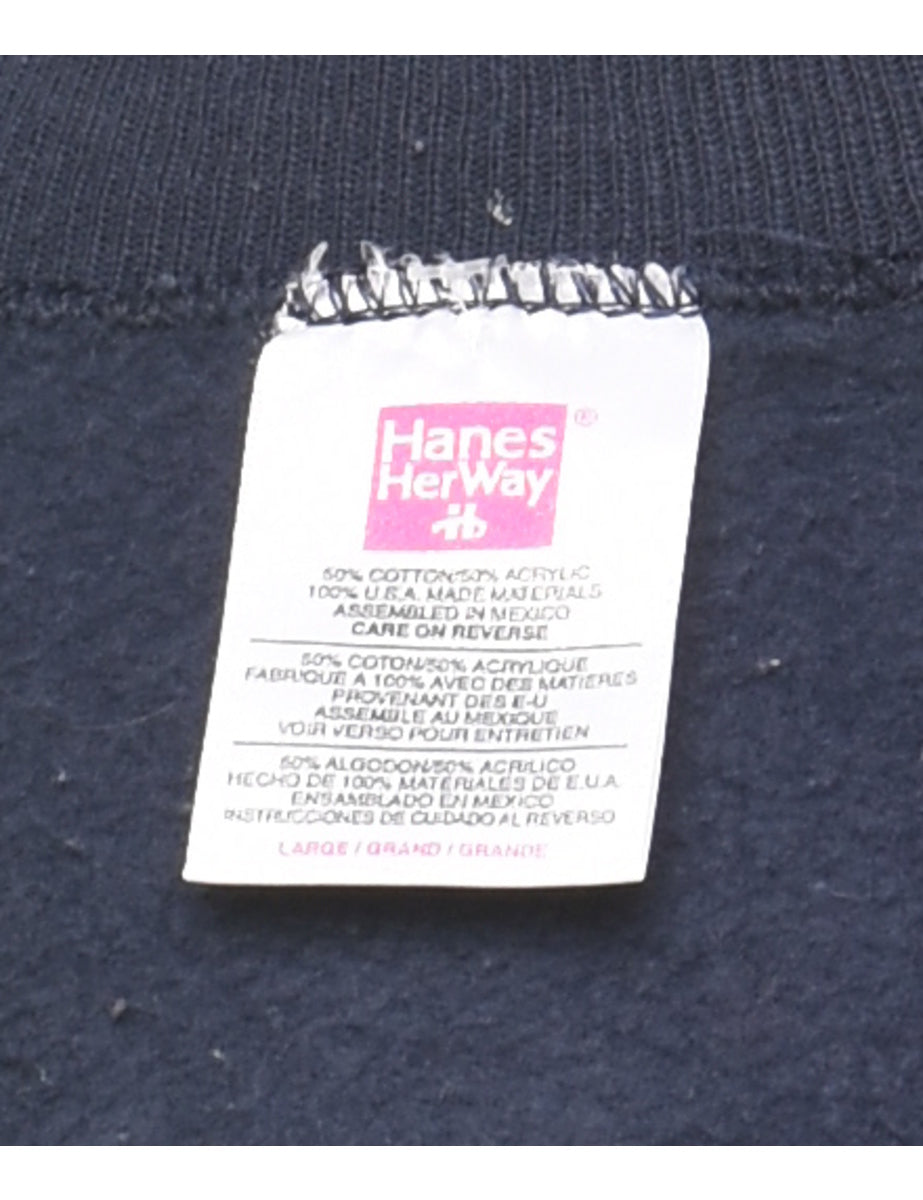 Hanes
HerWay
®
50% COTTON/50% ACRYLIC
100% U.S.A. MADE MATERIALS
ASSEMBLED IN MEXICO
CARE ON REVERSE
50% COTON/50% ACRYLIQUE
FABRIQUE A 100% AVEC DES MATIERES
PROVENANT DES E-U
ASSEMBLE AU MEXIQUE
VOIR VERSO POUR ENTRETIEN
50% ALGODON/50% ACRILICO
HECHO DE 100% MATERIALES DE E.U.A.
ENSAMBLADO EN MEXICO
INSTRUCCIONES DE CUIDADO AL REVERSO
LARGE / GRAND / GRANDE